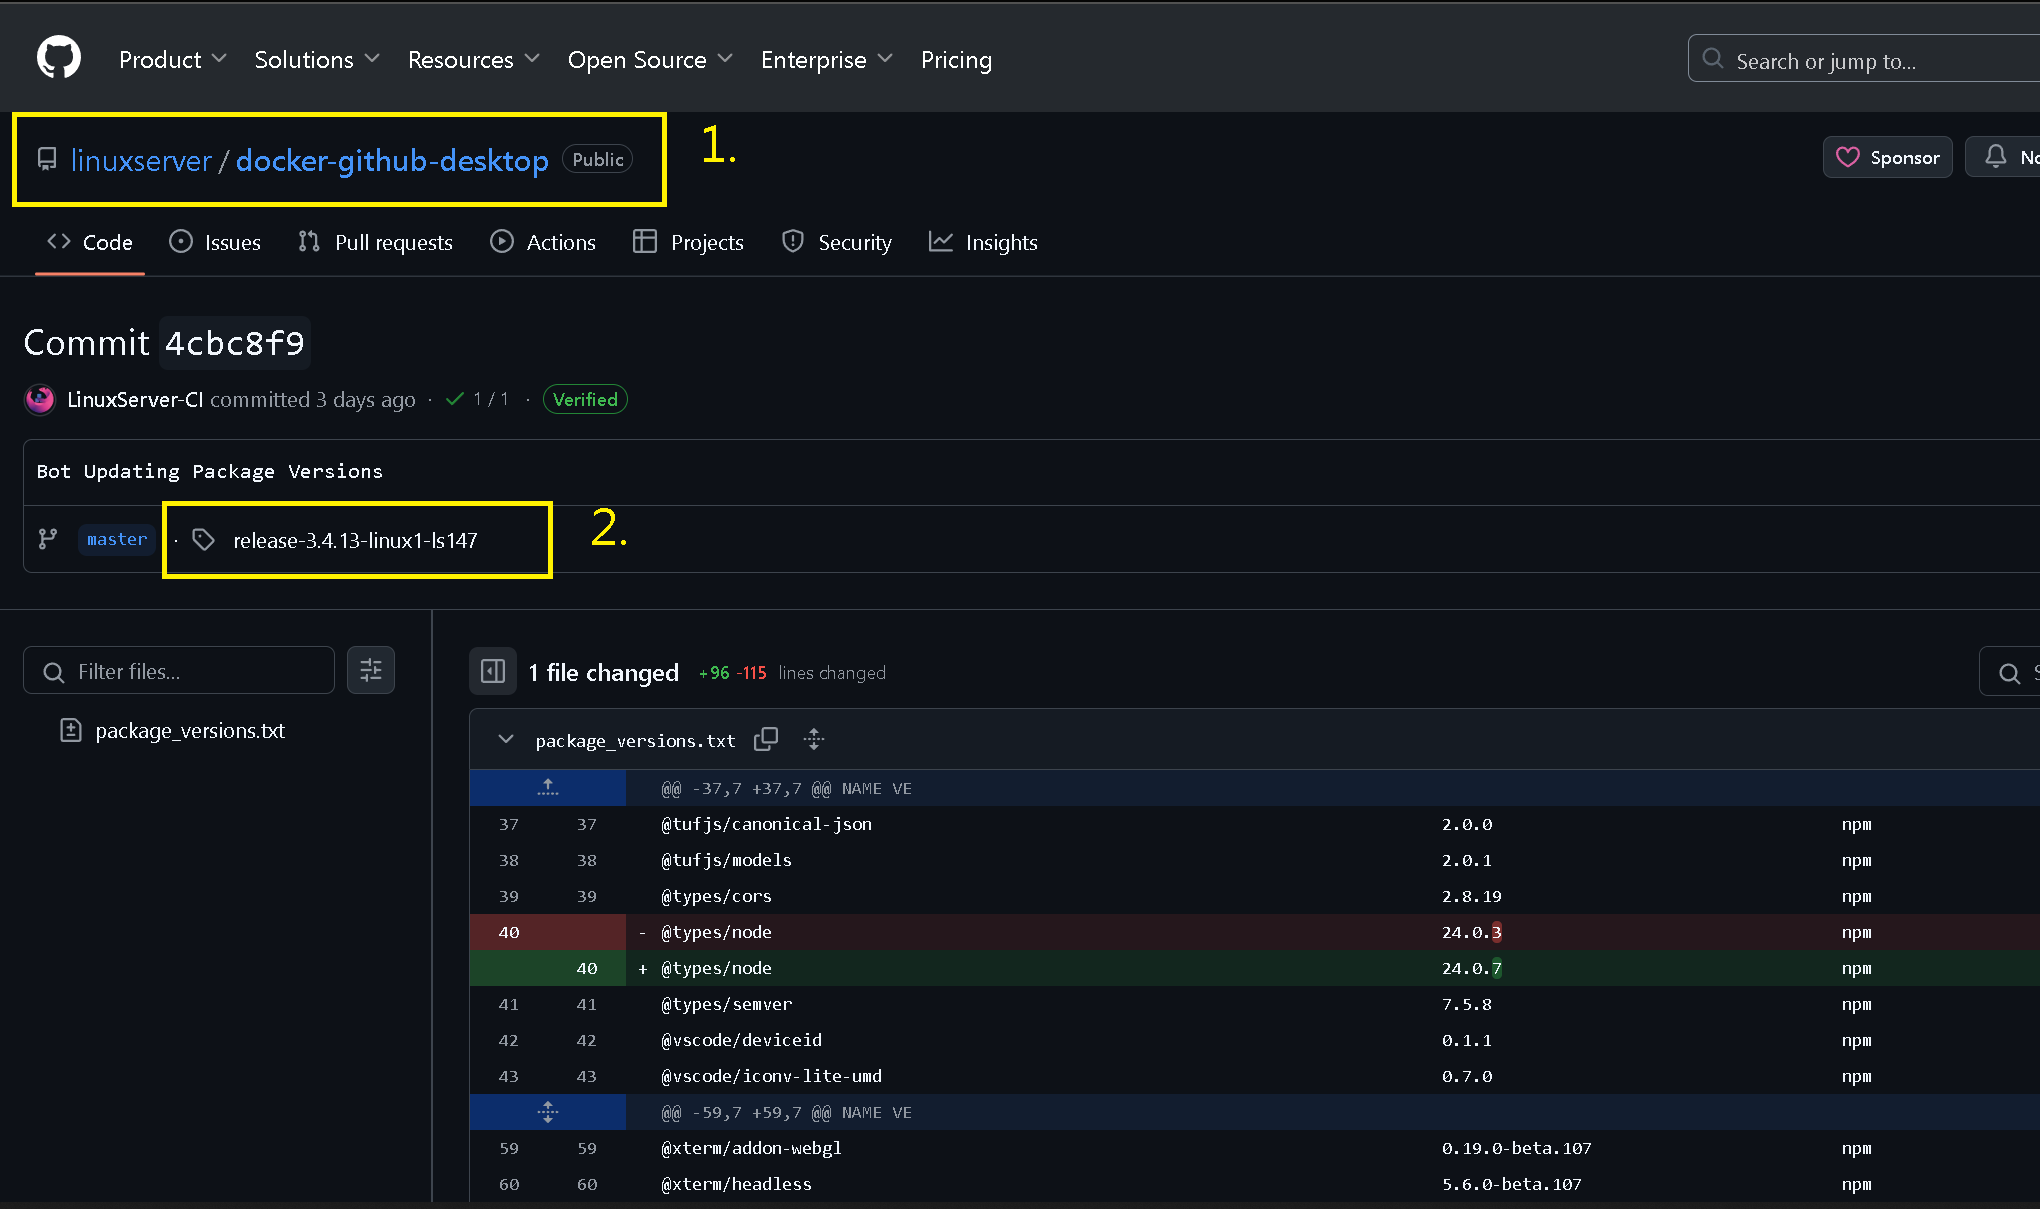 Product Solutions Resources Open Source Enterprise Pricing Search or jump to...
linuxserver / docker-github-desktop Public 1. Sponsor
Code Issues Pull requests Actions Projects Security Insights
Commit 4cbc8f9
LinuxServer-CI committed 3 days ago · 1 / 1 · Verified
Bot Updating Package Versions
master · release-3.4.13-linux1-ls147 2.
Filter files...
package_versions.txt
1 file changed +96 -115 lines changed
package_versions.txt
@@ -37,7 +37,7 @@ NAME VE
37 37 @tufjs/canonical-json 2.0.0 npm
38 38 @tufjs/models 2.0.1 npm
39 39 @types/cors 2.8.19 npm
40 - @types/node 24.0.3 npm
40 + @types/node 24.0.7 npm
41 41 @types/semver 7.5.8 npm
42 42 @vscode/deviceid 0.1.1 npm
43 43 @vscode/iconv-lite-umd 0.7.0 npm
@@ -59,7 +59,7 @@ NAME VE
59 59 @xterm/addon-webgl 0.19.0-beta.107 npm
60 60 @xterm/headless 5.6.0-beta.107 npm